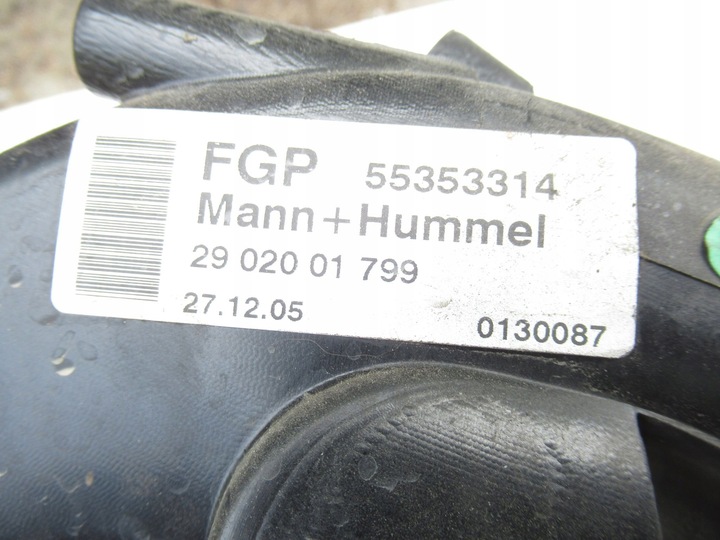 FGP 55353314
Mann+Hummel
29 020 01 799
27.12.05 0130087